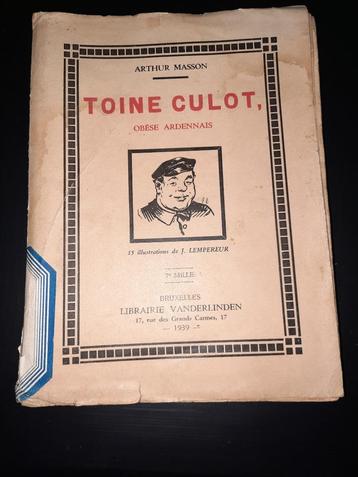 ARTHUR MASSON
TOINE CULOT,
OBÈSE ARDENNAIS
15 illustrations de J. LEMPEREUR
7e MILLE
BRUXELLES
LIBRAIRIE VANDERLINDEN
17, rue des Grands Carmes, 17
— 1939 —